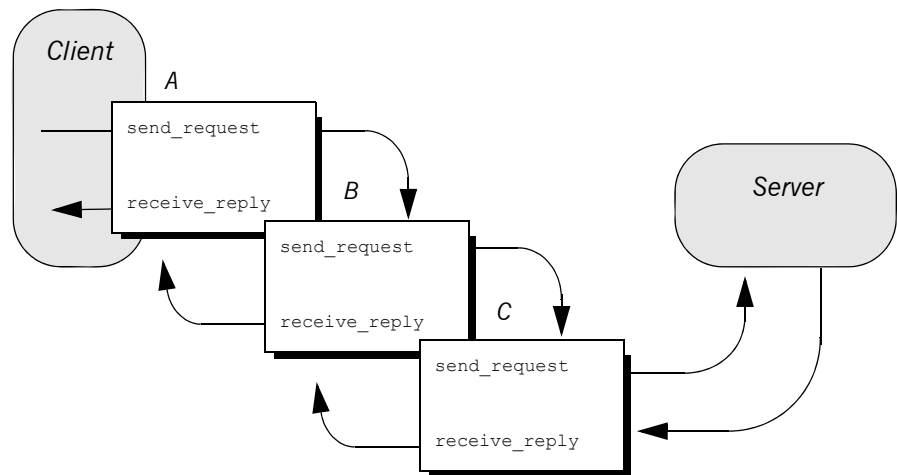 Client
A
send_request
receive_reply
B
send_request
receive_reply
C
send_request
receive_reply
Server